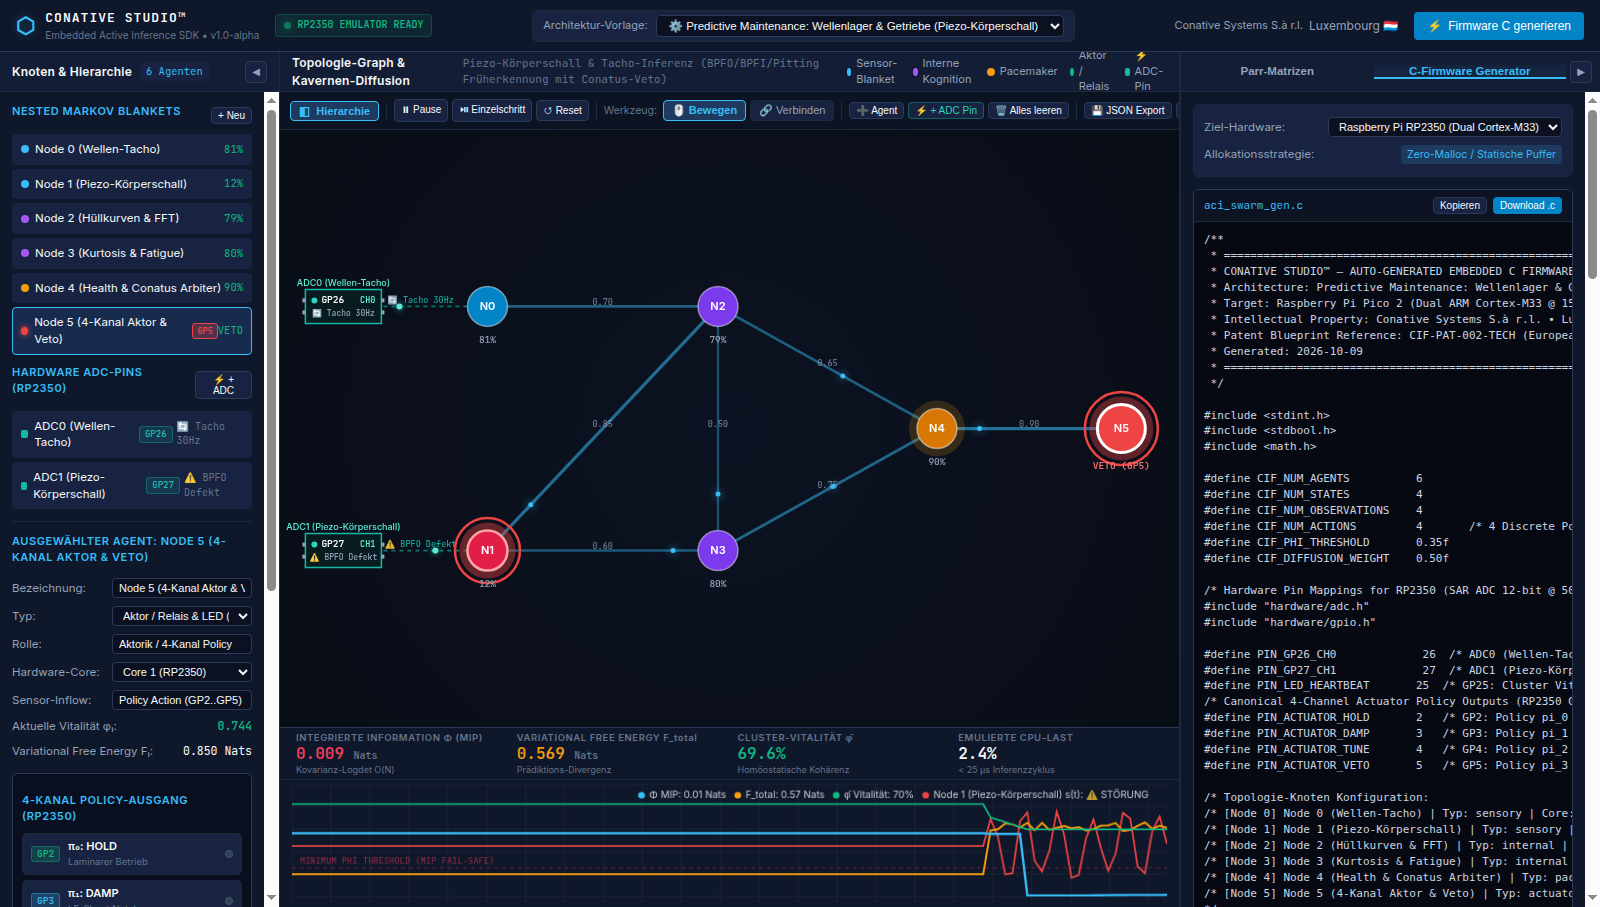 CONATIVE STUDIO™
Embedded Active Inference SDK • v1.0-alpha
RP2350 EMULATOR READY
Architektur-Vorlage:
⚙️ Predictive Maintenance: Wellenlager & Getriebe (Piezo-Körperschall)
Conative Systems S.à r.l.
Luxembourg 🇱🇺
⚡ Firmware C generieren
Knoten & Hierarchie
6 Agenten
◀
NESTED MARKOV BLANKETS
+ Neu
Node 0 (Wellen-Tacho)
81%
Node 1 (Piezo-Körperschall)
12%
Node 2 (Hüllkurven & FFT)
79%
Node 3 (Kurtosis & Fatigue)
80%
Node 4 (Health & Conatus Arbiter)
90%
Node 5 (4-Kanal Aktor &
Veto)
GP5
VETO
HARDWARE ADC-PINS
(RP2350)
⚡ +
ADC
ADC0 (Wellen-
Tacho)
GP26
🔄 Tacho
30Hz
ADC1 (Piezo-
Körperschall)
GP27
⚠️ BPFO
Defekt
AUSGEWÄHLTER AGENT: NODE 5 (4-
KANAL AKTOR & VETO)
Bezeichnung:
Node 5 (4-Kanal Aktor & V
Typ:
Aktor / Relais & LED (
Rolle:
Aktorik / 4-Kanal Policy
Hardware-Core:
Core 1 (RP2350)
Sensor-Inflow:
Policy Action (GP2..GP5)
Aktuelle Vitalität φᵢ:
0.744
Variational Free Energy Fᵢ:
0.850 Nats
4-KANAL POLICY-AUSGANG
(RP2350)
GP2
π₀: HOLD
Laminarer Betrieb
GP3
π₁: DAMP
Topologie-Graph &
Kavernen-Diffusion
Piezo-Körperschall & Tacho-Inferenz (BPFO/BPFI/Pitting
Früherkennung mit Conatus-Veto)
Sensor-
Blanket
Interne
Kognition
Pacemaker
Aktor
/
Relais
⚡
ADC-
Pin
◧ Hierarchie
⏸ Pause
⏯ Einzelschritt
↺ Reset
Werkzeug:
🖱️ Bewegen
🔗 Verbinden
➕ Agent
⚡ + ADC Pin
🗑️ Alles leeren
💾 JSON Export
ADC0 (Wellen-Tacho)
GP26 CH0
🔄 Tacho 30Hz
🔄 Tacho 30Hz
N0
81%
0.70
N2
79%
0.65
0.85
0.50
N4
90%
0.90
N5
VETO (GP5)
0.75
ADC1 (Piezo-Körperschall)
GP27 CH1
⚠️ BPFO Defekt
⚠️ BPFO Defekt
N1
12%
0.60
N3
80%
INTEGRIERTE INFORMATION Φ (MIP)
0.009 Nats
Kovarianz-Logdet O(N)
VARIATIONAL FREE ENERGY F_total
0.569 Nats
Prädiktions-Divergenz
CLUSTER-VITALITÄT φ̄
69.6%
Homöostatische Kohärenz
EMULIERTE CPU-LAST
2.4%
< 25 µs Inferenzzyklus
Φ MIP: 0.01 Nats
F_total: 0.57 Nats
φ̄ Vitalität: 70%
Node 1 (Piezo-Körperschall) s(t): ⚠️ STÖRUNG
MINIMUM PHI THRESHOLD (MIP FAIL-SAFE)
Parr-Matrizen
C-Firmware Generator
▶
Ziel-Hardware:
Raspberry Pi RP2350 (Dual Cortex-M33)
Allokationsstrategie:
Zero-Malloc / Statische Puffer
aci_swarm_gen.c
Kopieren
Download .c
/**
* =====================================================
* CONATIVE STUDIO™ — AUTO-GENERATED EMBEDDED C FIRMWARE
* Architecture: Predictive Maintenance: Wellenlager & G
* Target: Raspberry Pi Pico 2 (Dual ARM Cortex-M33 @ 15
* Intellectual Property: Conative Systems S.à r.l. • Lu
* Patent Blueprint Reference: CIF-PAT-002-TECH (Europea
* Generated: 2026-10-09
* =====================================================
*/
#include <stdint.h>
#include <stdbool.h>
#include <math.h>
#define CIF_NUM_AGENTS 6
#define CIF_NUM_STATES 4
#define CIF_NUM_OBSERVATIONS 4
#define CIF_NUM_ACTIONS 4 /* 4 Discrete Po
#define CIF_PHI_THRESHOLD 0.35f
#define CIF_DIFFUSION_WEIGHT 0.50f
/* Hardware Pin Mappings for RP2350 (SAR ADC 12-bit @ 50
#include "hardware/adc.h"
#include "hardware/gpio.h"
#define PIN_GP26_CH0 26 /* ADC0 (Wellen-Tac
#define PIN_GP27_CH1 27 /* ADC1 (Piezo-Körp
#define PIN_LED_HEARTBEAT 25 /* GP25: Cluster Vit
/* Canonical 4-Channel Actuator Policy Outputs (RP2350 G
#define PIN_ACTUATOR_HOLD 2 /* GP2: Policy pi_0
#define PIN_ACTUATOR_DAMP 3 /* GP3: Policy pi_1
#define PIN_ACTUATOR_TUNE 4 /* GP4: Policy pi_2
#define PIN_ACTUATOR_VETO 5 /* GP5: Policy pi_3
/* Topologie-Knoten Konfiguration:
/* [Node 0] Node 0 (Wellen-Tacho) | Typ: sensory | Core:
/* [Node 1] Node 1 (Piezo-Körperschall) | Typ: sensory |
/* [Node 2] Node 2 (Hüllkurven & FFT) | Typ: internal |
/* [Node 3] Node 3 (Kurtosis & Fatigue) | Typ: internal
/* [Node 4] Node 4 (Health & Conatus Arbiter) | Typ: pac
/* [Node 5] Node 5 (4-Kanal Aktor & Veto) | Typ: actuato